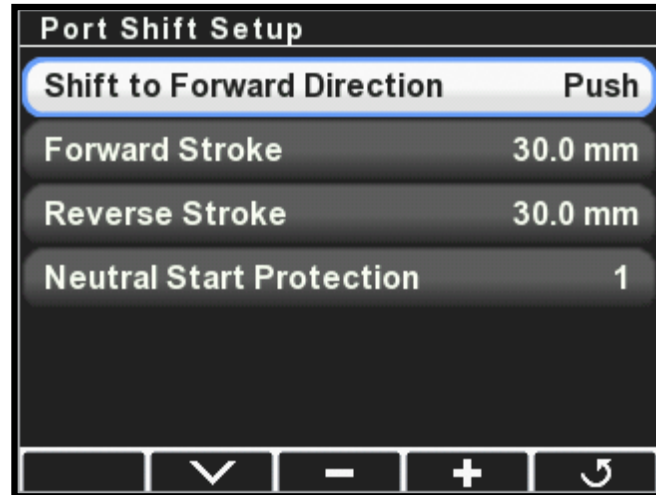 Port Shift Setup
Shift to Forward Direction Push
Forward Stroke 30.0 mm
Reverse Stroke 30.0 mm
Neutral Start Protection 1